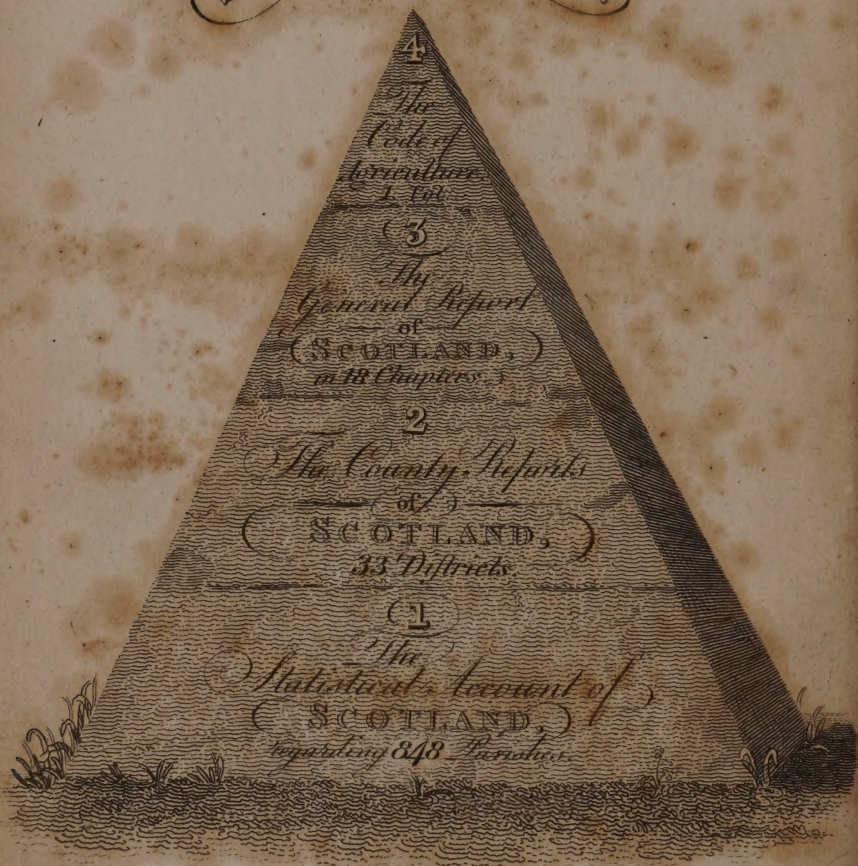 4
The
Code of
Agriculture
1 Vol.
3
The
General Report
of
SCOTLAND,
in 18 Chapters.
2
The County Reports
of
SCOTLAND,
33 Districts.
1
The
Statistical Account of
SCOTLAND,
regarding 848 Parishes.